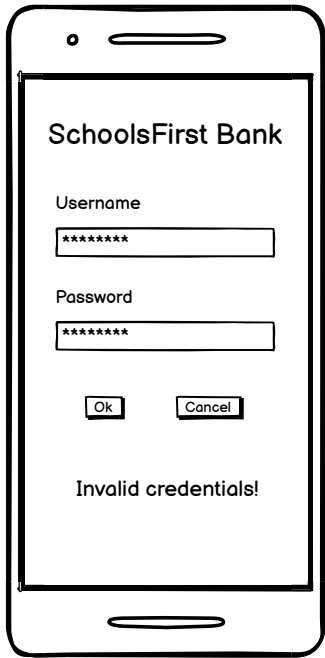 SchoolsFirst Bank
Username
********
Password
********
Ok Cancel
Invalid credentials!